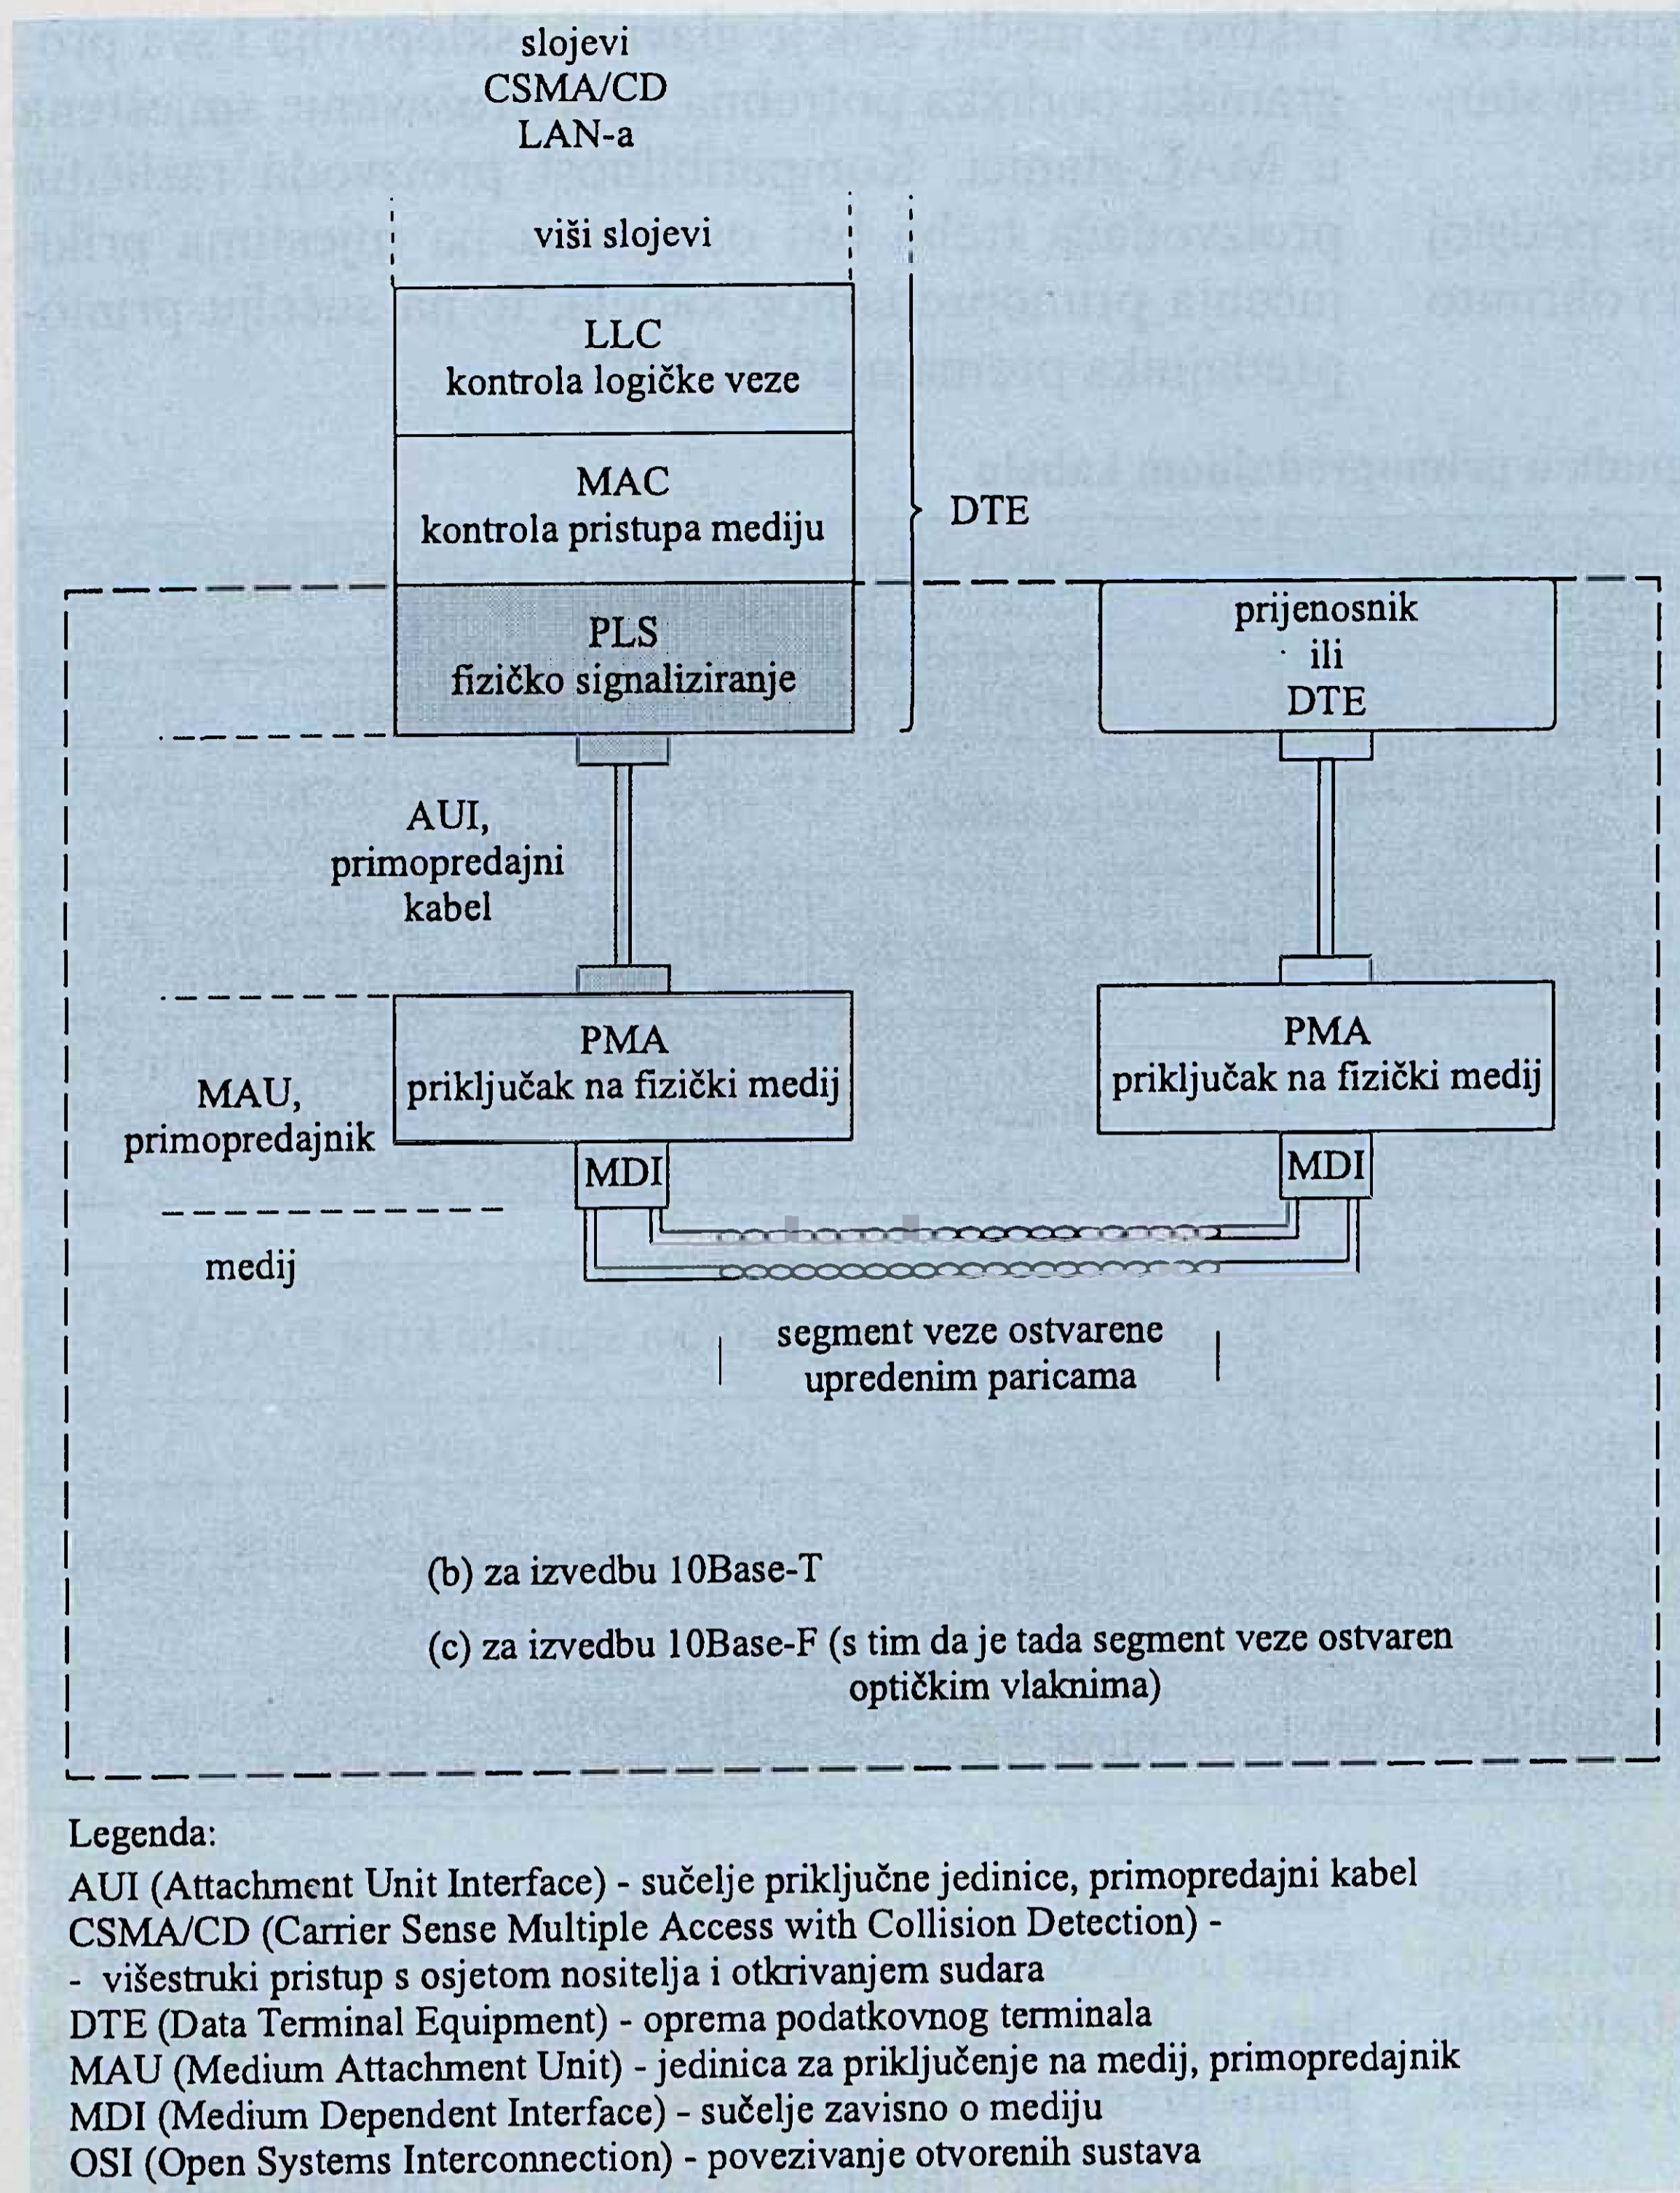 slojevi
CSMA/CD
LAN-a
viši slojevi
LLC
kontrola logičke veze
MAC
kontrola pristupa mediju
DTE
PLS
fizičko signaliziranje
prijenosnik
ili
DTE
AUI,
primopredajni
kabel
PMA
priključak na fizički medij
PMA
priključak na fizički medij
MAU,
primopredajnik
MDI
MDI
medij
segment veze ostvarene
upredenim paricama
(b) za izvedbu 10Base-T
(c) za izvedbu 10Base-F (s tim da je tada segment veze ostvaren
optičkim vlaknima)
Legenda:
AUI (Attachment Unit Interface) - sučelje priključne jedinice, primopredajni kabel
CSMA/CD (Carrier Sense Multiple Access with Collision Detection) -
- višestruki pristup s osjetom nositelja i otkrivanjem sudara
DTE (Data Terminal Equipment) - oprema podatkovnog terminala
MAU (Medium Attachment Unit) - jedinica za priključenje na medij, primopredajnik
MDI (Medium Dependent Interface) - sučelje zavisno o mediju
OSI (Open Systems Interconnection) - povezivanje otvorenih sustava